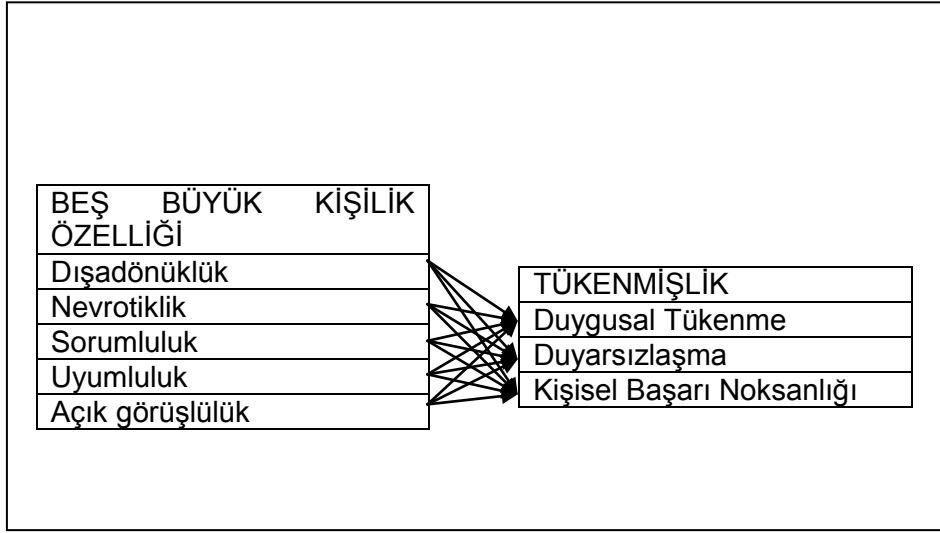 BEŞ BÜYÜK KİŞİLİK
ÖZELLİĞİ
Dışadönüklük
Nevrotiklik
Sorumluluk
Uyumluluk
Açık görüşlülük
TÜKENMİŞLİK
Duygusal Tükenme
Duyarsızlaşma
Kişisel Başarı Noksanlığı